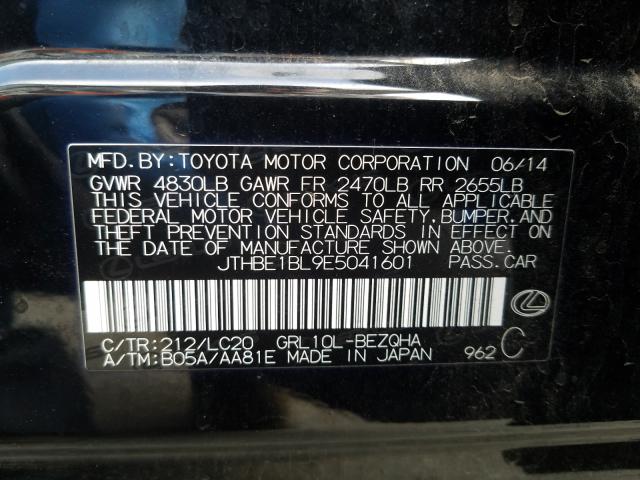 MFD.BY:TOYOTA MOTOR CORPORATION 06/14
GVWR 4830LB GAWR FR 2470LB RR 2655LB
THIS VEHICLE CONFORMS TO ALL APPLICABLE
FEDERAL MOTOR VEHICLE SAFETY,BUMPER,AND
THEFT PREVENTION STANDARDS IN EFFECT ON
THE DATE OF MANUFACTURE SHOWN ABOVE.
JTHBE1BL9E5041601 PASS.CAR
C/TR:212/LC20 GRL10L-BEZQHA
A/TM:B05A/AA81E MADE IN JAPAN 962 C